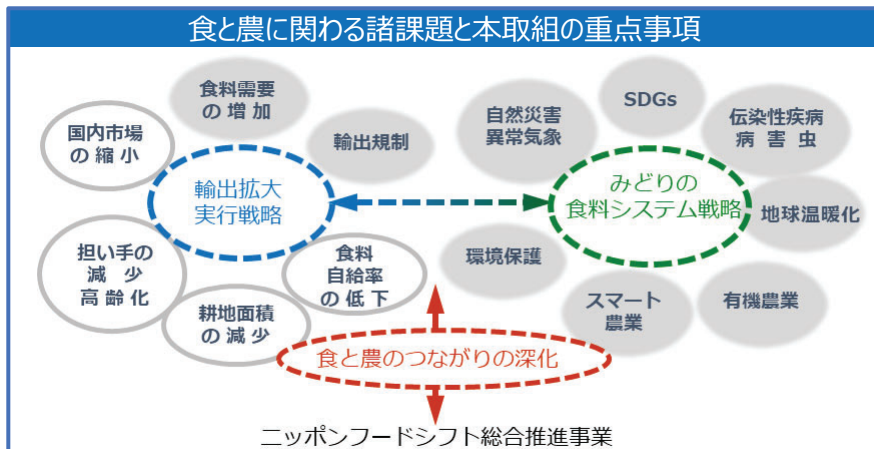 食と農に関わる諸課題と本取組の重点事項
食料需要
の 増 加
国内市場
の 縮 小
輸出規制
輸出拡大
実行戦略
担い手の
減 少
高 齢 化
耕地面積
の 減 少
食料
自給率
の 低 下
自然災害
異常気象
SDGs
伝染性疾病
病 害 虫
みどりの
食料システム戦略
地球温暖化
環境保護
スマート
農業
有機農業
食と農のつながりの深化
ニッポンフードシフト総合推進事業